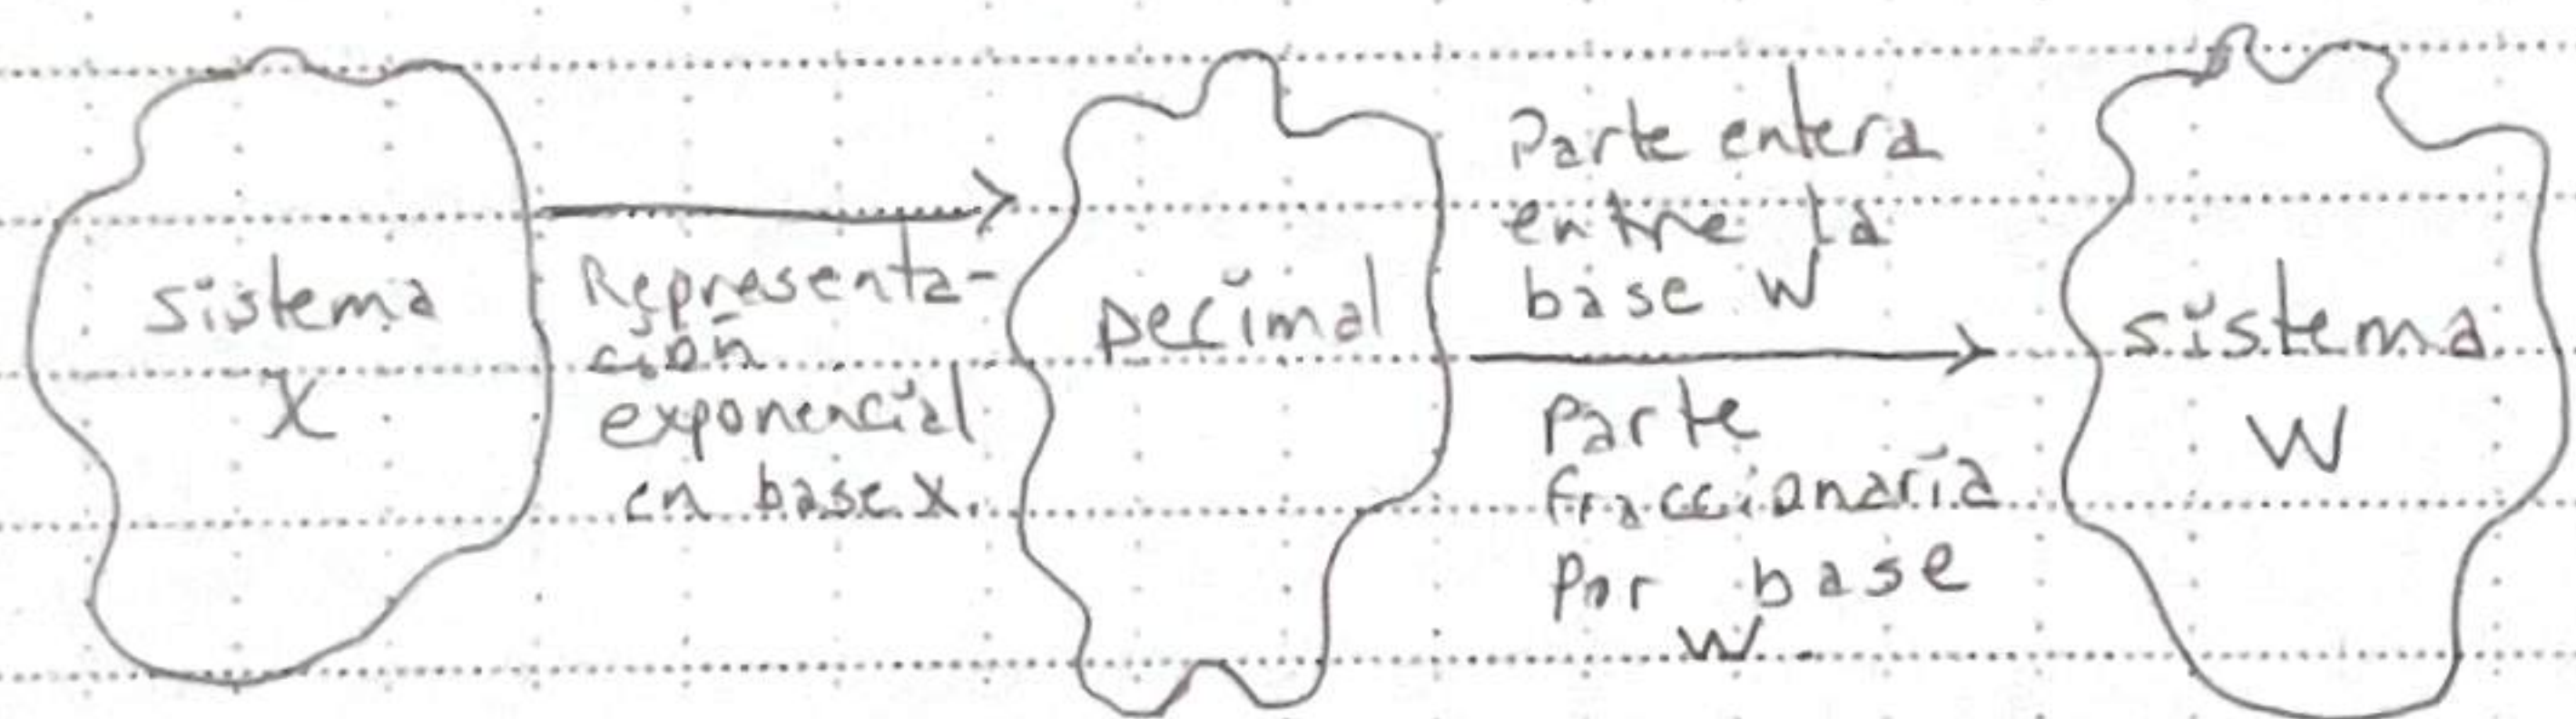 sistema
X
Representa-
ción
exponencial
en base X.
Decimal
Parte entera
entre la
base W
Parte
fraccionaria
Por base
W.
sistema
W